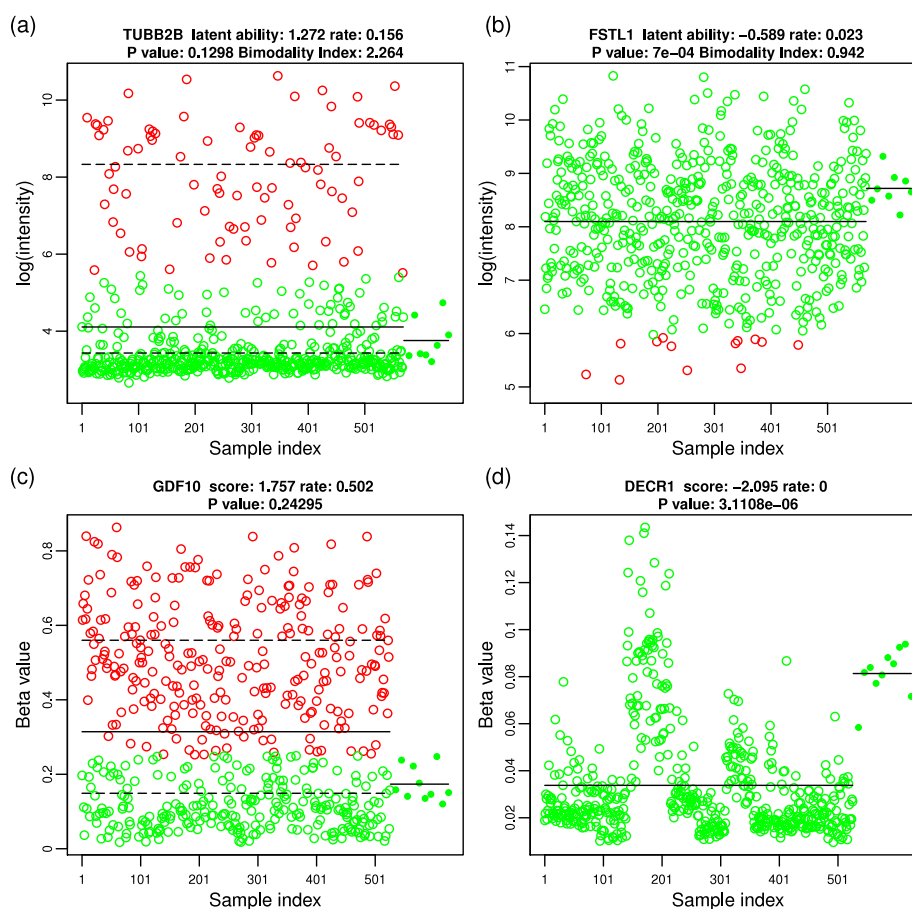 (a)
TUBB2B latent ability: 1.272 rate: 0.156
P value: 0.1298 Bimodality Index: 2.264
log(intensity)
10
8
6
4
1 101 201 301 401 501
Sample index
(b)
FSTL1 latent ability: −0.589 rate: 0.023
P value: 7e−04 Bimodality Index: 0.942
log(intensity)
11
10
9
8
7
6
5
1 101 201 301 401 501
Sample index
(c)
GDF10 score: 1.757 rate: 0.502
P value: 0.24295
Beta value
0.8
0.6
0.4
0.2
0
1 101 201 301 401 501
Sample index
(d)
DECR1 score: −2.095 rate: 0
P value: 3.1108e−06
Beta value
0.14
0.12
0.1
0.08
0.06
0.04
0.02
1 101 201 301 401 501
Sample index